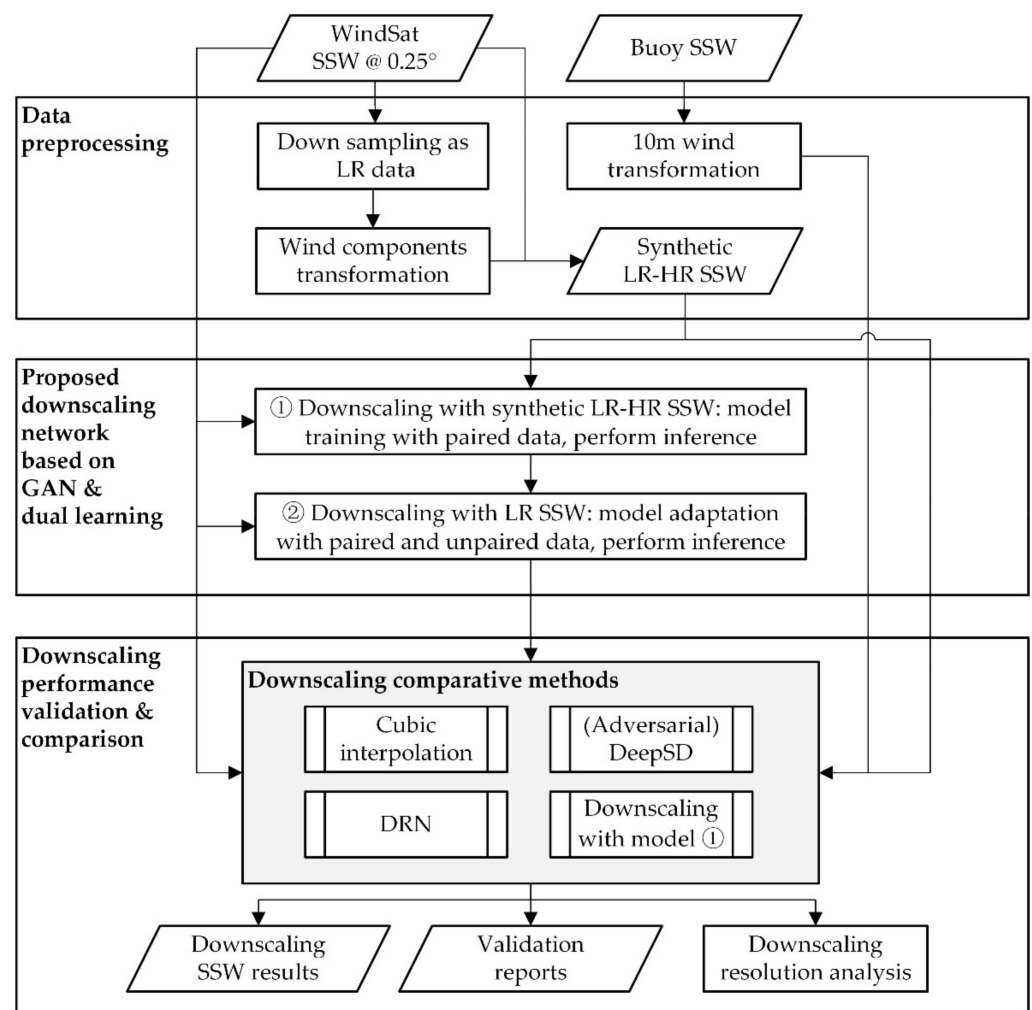 WindSat
SSW @ 0.25°
Buoy SSW
Data
preprocessing
Down sampling as
LR data
10m wind
transformation
Wind components
transformation
Synthetic
LR-HR SSW
Proposed
downscaling
network
based on
GAN &
dual learning
① Downscaling with synthetic LR-HR SSW: model
training with paired data, perform inference
② Downscaling with LR SSW: model adaptation
with paired and unpaired data, perform inference
Downscaling
performance
validation &
comparison
Downscaling comparative methods
Cubic
interpolation
(Adversarial)
DeepSD
DRN
Downscaling
with model ①
Downscaling
SSW results
Validation
reports
Downscaling
resolution analysis